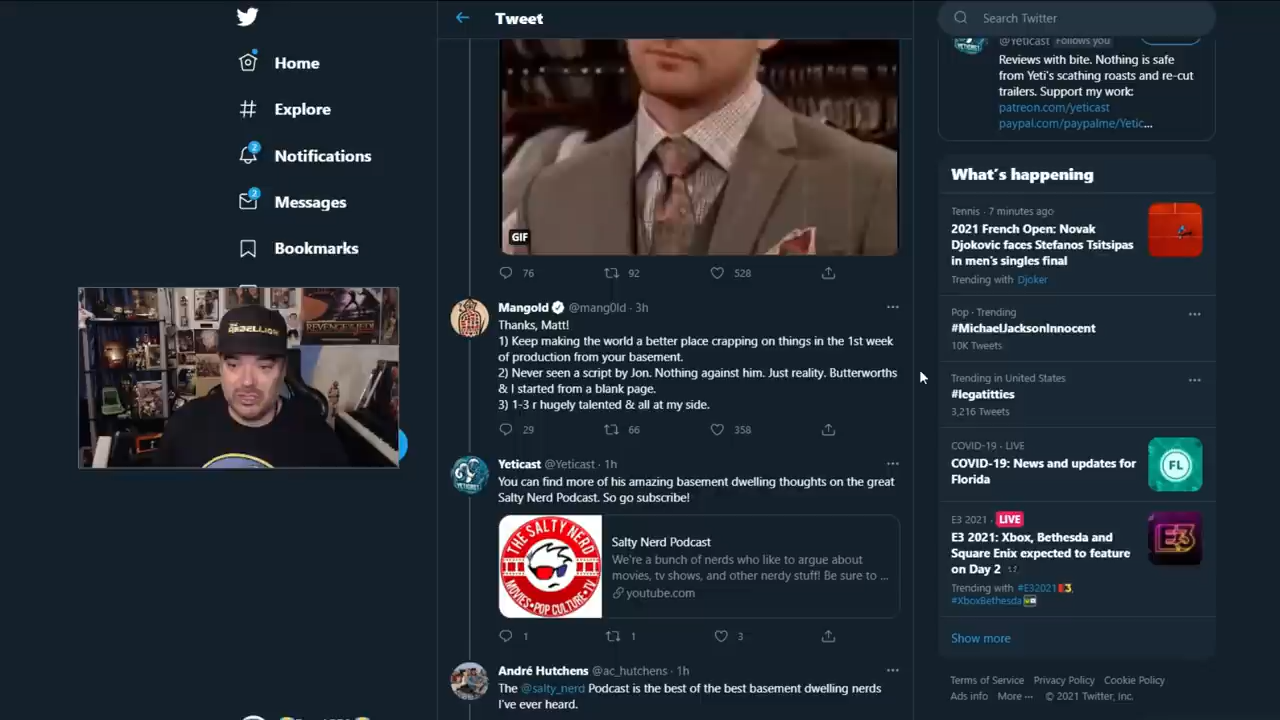 Home
Explore
Notifications
2
Messages
2
Bookmarks
REBELLION
REVENGE OF THE JEDI
Tweet
GIF
76
92
528
Mangold @mang0ld · 3h
Thanks, Matt!
1) Keep making the world a better place crapping on things in the 1st week
of production from your basement.
2) Never seen a script by Jon. Nothing against him. Just reality. Butterworths
& I started from a blank page.
3) 1-3 r hugely talented & all at my side.
29
66
358
Yeticast @Yeticast · 1h
You can find more of his amazing basement dwelling thoughts on the great
Salty Nerd Podcast. So go subscribe!
THE SALTY NERD
MOVIES•POP CULTURE•TV
Salty Nerd Podcast
We're a bunch of nerds who like to argue about
movies, tv shows, and other nerdy stuff! Be sure to ...
youtube.com
1
1
3
André Hutchens @ac_hutchens · 1h
The @salty_nerd Podcast is the best of the best basement dwelling nerds
I've ever heard.
Search Twitter
@Yeticast Follows you
Reviews with bite. Nothing is safe
from Yeti's scathing roasts and re-cut
trailers. Support my work:
patreon.com/yeticast
paypal.com/paypalme/Yetic...
What's happening
Tennis · 7 minutes ago
2021 French Open: Novak
Djokovic faces Stefanos Tsitsipas
in men's singles final
Trending with Djoker
Pop · Trending
#MichaelJacksonInnocent
10K Tweets
Trending in United States
#legatitties
3,216 Tweets
COVID-19 · LIVE
COVID-19: News and updates for
Florida
FL
E3 2021 · LIVE
E3 2021: Xbox, Bethesda and
Square Enix expected to feature
on Day 2
Trending with #E32021,
#XboxBethesda
E3
Show more
Terms of Service Privacy Policy Cookie Policy
Ads info More ··· © 2021 Twitter, Inc.